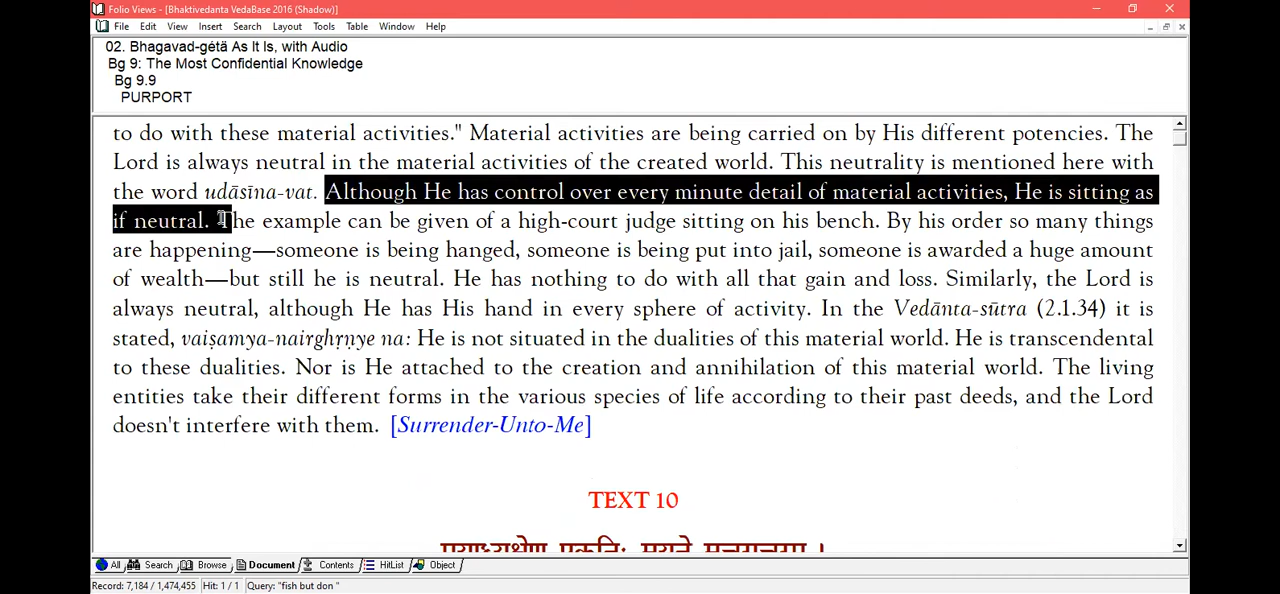 Folio Views - [Bhaktivedanta VedaBase 2016 (Shadow)]
File Edit View Insert Search Layout Tools Table Window Help
02. Bhagavad-gétä As It Is, with Audio
Bg 9: The Most Confidential Knowledge
Bg 9.9
PURPORT
to do with these material activities." Material activities are being carried on by His different potencies. The
Lord is always neutral in the material activities of the created world. This neutrality is mentioned here with
the word udāsīna-vat. Although He has control over every minute detail of material activities, He is sitting as
if neutral. The example can be given of a high-court judge sitting on his bench. By his order so many things
are happening—someone is being hanged, someone is being put into jail, someone is awarded a huge amount
of wealth—but still he is neutral. He has nothing to do with all that gain and loss. Similarly, the Lord is
always neutral, although He has His hand in every sphere of activity. In the Vedānta-sūtra (2.1.34) it is
stated, vaiṣamya-nairghṛṇye na: He is not situated in the dualities of this material world. He is transcendental
to these dualities. Nor is He attached to the creation and annihilation of this material world. The living
entities take their different forms in the various species of life according to their past deeds, and the Lord
doesn't interfere with them. [Surrender-Unto-Me]
TEXT 10
All Search Browse Document Contents HitList Object
Record: 7,184 / 1,474,455 Hit: 1 / 1 Query: "fish but don "